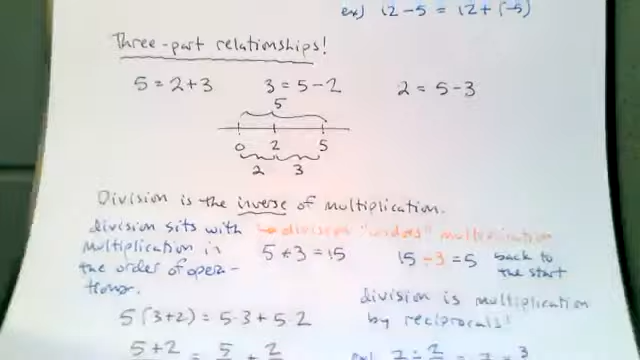 ex) 12 - 5 = 12 + (-5)
Three-part relationships!
5 = 2 + 3 3 = 5 - 2 2 = 5 - 3
5
0 2 5
2 3
Division is the inverse of multiplication.
division sits with
multiplication in
the order of opera-
tions.
↳ division "undoes" multiplication
5 · 3 = 15 15 ÷ 3 = 5 back to
the start
5(3+2) = 5·3 + 5·2
division is multiplication
by reciprocals!